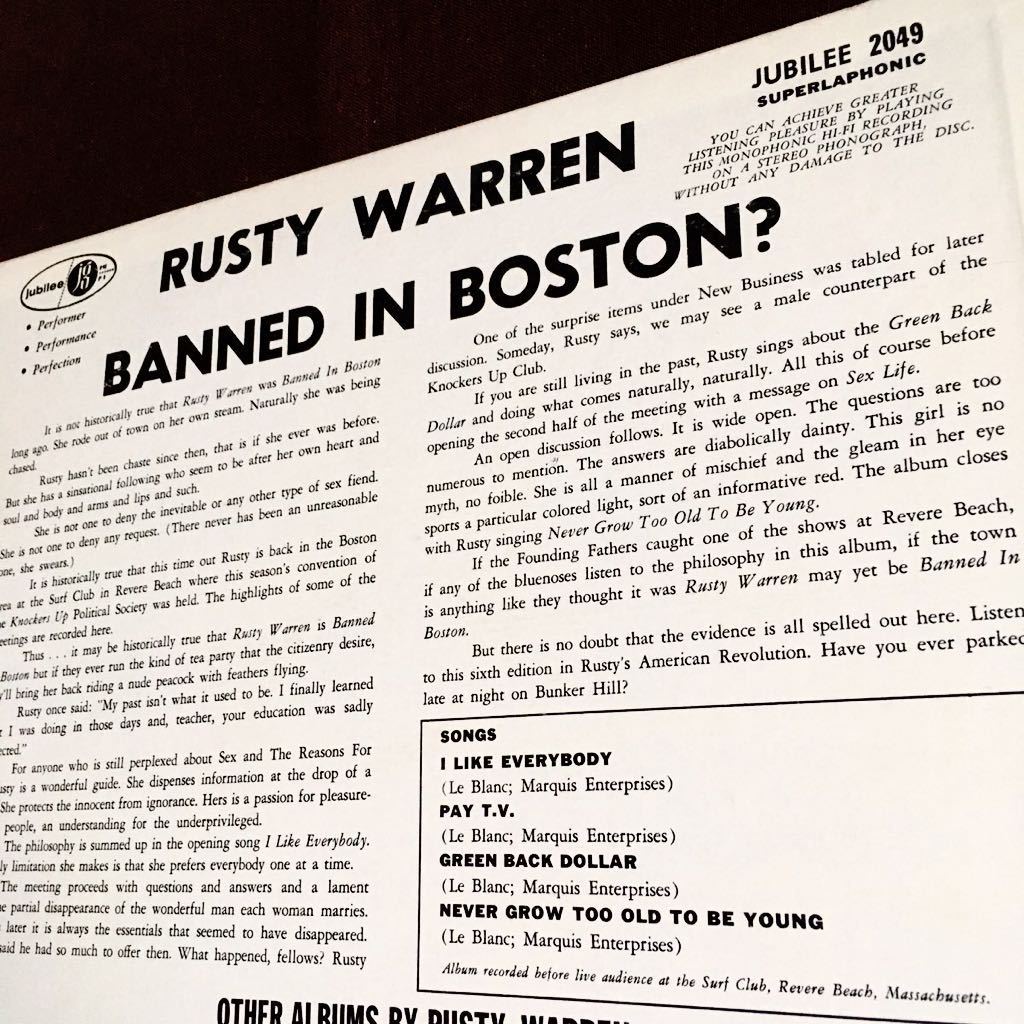 JUBILEE 2049
SUPERLAPHONIC
YOU CAN ACHIEVE GREATER
LISTENING PLEASURE BY PLAYING
THIS MONOPHONIC HI-FI RECORDING
ON A STEREO PHONOGRAPH,
WITHOUT ANY DAMAGE TO THE DISC.
RUSTY WARREN
BANNED IN BOSTON?
jubilee
• Performer
• Performance
• Perfection
It is not historically true that Rusty Warren was Banned In Boston
long ago. She rode out of town on her own steam. Naturally she was being
chased.
Rusty hasn't been chaste since then, that is if she ever was before.
But she has a sinsational following who seem to be after her own heart and
soul and body and arms and lips and such.
She is not one to deny the inevitable or any other type of sex fiend.
She is not one to deny any request. (There never has been an unreasonable
one, she swears.)
It is historically true that this time out Rusty is back in the Boston
rea at the Surf Club in Revere Beach where this season's convention of
e Knockers Up Political Society was held. The highlights of some of the
eetings are recorded here.
Thus . . . it may be historically true that Rusty Warren is Banned
Boston but if they ever run the kind of tea party that the citizenry desire,
y'll bring her back riding a nude peacock with feathers flying.
Rusty once said: "My past isn't what it used to be. I finally learned
I was doing in those days and, teacher, your education was sadly
ected."
For anyone who is still perplexed about Sex and The Reasons For
usty is a wonderful guide. She dispenses information at the drop of a
She protects the innocent from ignorance. Hers is a passion for pleasure-
people, an understanding for the underprivileged.
The philosophy is summed up in the opening song I Like Everybody.
ly limitation she makes is that she prefers everybody one at a time.
The meeting proceeds with questions and answers and a lament
e partial disappearance of the wonderful man each woman marries.
later it is always the essentials that seemed to have disappeared.
said he had so much to offer then. What happened, fellows? Rusty
One of the surprise items under New Business was tabled for later
discussion. Someday, Rusty says, we may see a male counterpart of the
Knockers Up Club.
If you are still living in the past, Rusty sings about the Green Back
Dollar and doing what comes naturally, naturally. All this of course before
opening the second half of the meeting with a message on Sex Life.
An open discussion follows. It is wide open. The questions are too
numerous to mention. The answers are diabolically dainty. This girl is no
myth, no foible. She is all a manner of mischief and the gleam in her eye
sports a particular colored light, sort of an informative red. The album closes
with Rusty singing Never Grow Too Old To Be Young.
If the Founding Fathers caught one of the shows at Revere Beach,
if any of the bluenoses listen to the philosophy in this album, if the town
is anything like they thought it was Rusty Warren may yet be Banned In
Boston.
But there is no doubt that the evidence is all spelled out here. Listen
to this sixth edition in Rusty's American Revolution. Have you ever parked
late at night on Bunker Hill?
SONGS
I LIKE EVERYBODY
(Le Blanc; Marquis Enterprises)
PAY T.V.
(Le Blanc; Marquis Enterprises)
GREEN BACK DOLLAR
(Le Blanc; Marquis Enterprises)
NEVER GROW TOO OLD TO BE YOUNG
(Le Blanc; Marquis Enterprises)
Album recorded before live audience at the Surf Club, Revere Beach, Massachusetts.
OTHER ALBUMS BY RUSTY WARREN